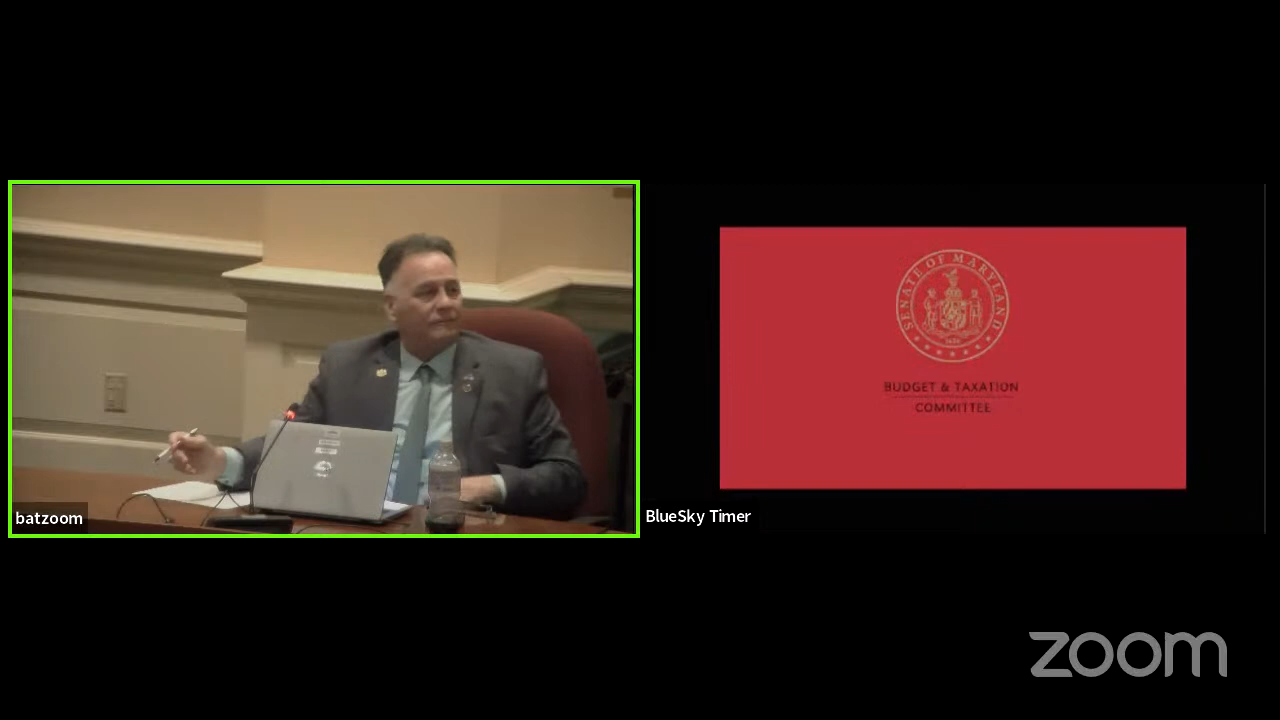 batzoom
SENATE OF MARYLAND
BUDGET & TAXATION
COMMITTEE
BlueSky Timer
zoom